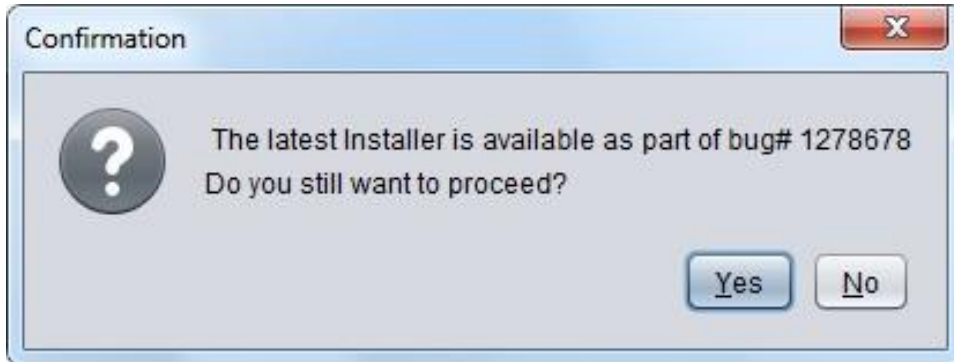 Confirmation
The latest Installer is available as part of bug# 1278678
Do you still want to proceed?
Yes
No